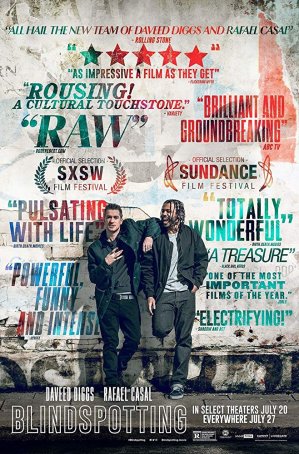 "ALL HAIL THE NEW TEAM OF DAVEED DIGGS AND RAFAEL CASAL"
- ROLLING STONE
"AS IMPRESSIVE A FILM AS THEY GET"
"ROUSING!
A CULTURAL TOUCHSTONE."
- VARIETY
"RAW"
"BRILLIANT AND
GROUNDBREAKING"
ABC TV
OFFICIAL SELECTION
SXSW
FILM FESTIVAL
OFFICIAL SELECTION
SUNDANCE
FILM FESTIVAL
"PULSATING
WITH LIFE"
"TOTALLY
WONDERFUL"
"A TREASURE"
"ONE OF THE MOST
IMPORTANT
FILMS OF THE YEAR."
"POWERFUL,
FUNNY
AND INTENSE"
"ELECTRIFYING!"
DAVEED DIGGS RAFAEL CASAL
BLINDSPOTTING
IN SELECT THEATERS JULY 20
EVERYWHERE JULY 27